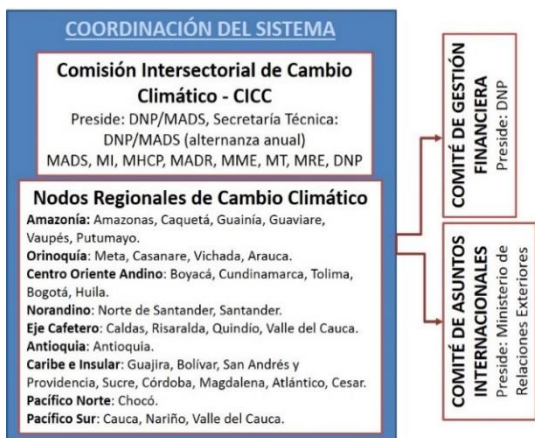 COORDINACIÓN DEL SISTEMA
Comisión Intersectorial de Cambio
Climático - CICC
Preside: DNP/MADS, Secretaría Técnica:
DNP/MADS (alternanza anual)
MADS, MI, MHCP, MADR, MME, MT, MRE, DNP
Nodos Regionales de Cambio Climático
Amazonía: Amazonas, Caquetá, Guainía, Guaviare,
Vaupés, Putumayo.
Orinoquía: Meta, Casanare, Vichada, Arauca.
Centro Oriente Andino: Boyacá, Cundinamarca, Tolima,
Bogotá, Huila.
Norandino: Norte de Santander, Santander.
Eje Cafetero: Caldas, Risaralda, Quindío, Valle del Cauca.
Antioquia: Antioquia.
Caribe e Insular: Guajira, Bolívar, San Andrés y
Providencia, Sucre, Córdoba, Magdalena, Atlántico, Cesar.
Pacífico Norte: Chocó.
Pacífico Sur: Cauca, Nariño, Valle del Cauca.
COMITÉ DE GESTIÓN
FINANCIERA
Preside: DNP
COMITÉ DE ASUNTOS
INTERNACIONALES
Preside: Ministerio de
Relaciones Exteriores